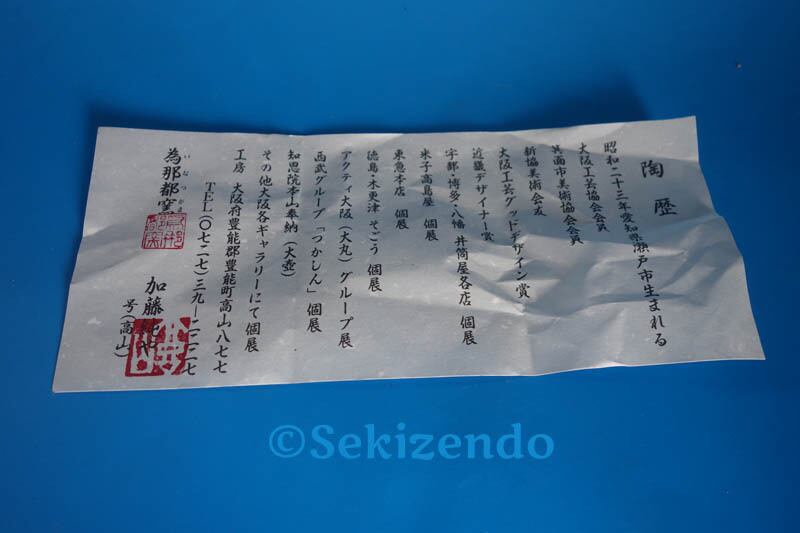 陶歴
昭和二十三年愛知県瀬戸市生まれる
大阪工芸協会会員
箕面市美術協会会員
新協美術会会友
大阪工芸グッドデザイン賞
近畿デザイナー賞
宇部・博多・八幡 井筒屋各店 個展
米子高島屋 個展
東急本店 個展
徳島・木更津 そごう 個展
アクティ大阪(大丸)グループ展
西武グループ「つかしん」個展
知恩院本山奉納(大壺)
その他大阪各ギャラリーにて 個展
工房 大阪府豊能郡豊能町高山八七七
TEL(〇七二七)三九―一二二七
為那都窯 加藤
いなつがま
号(高山)
©Sekizendo